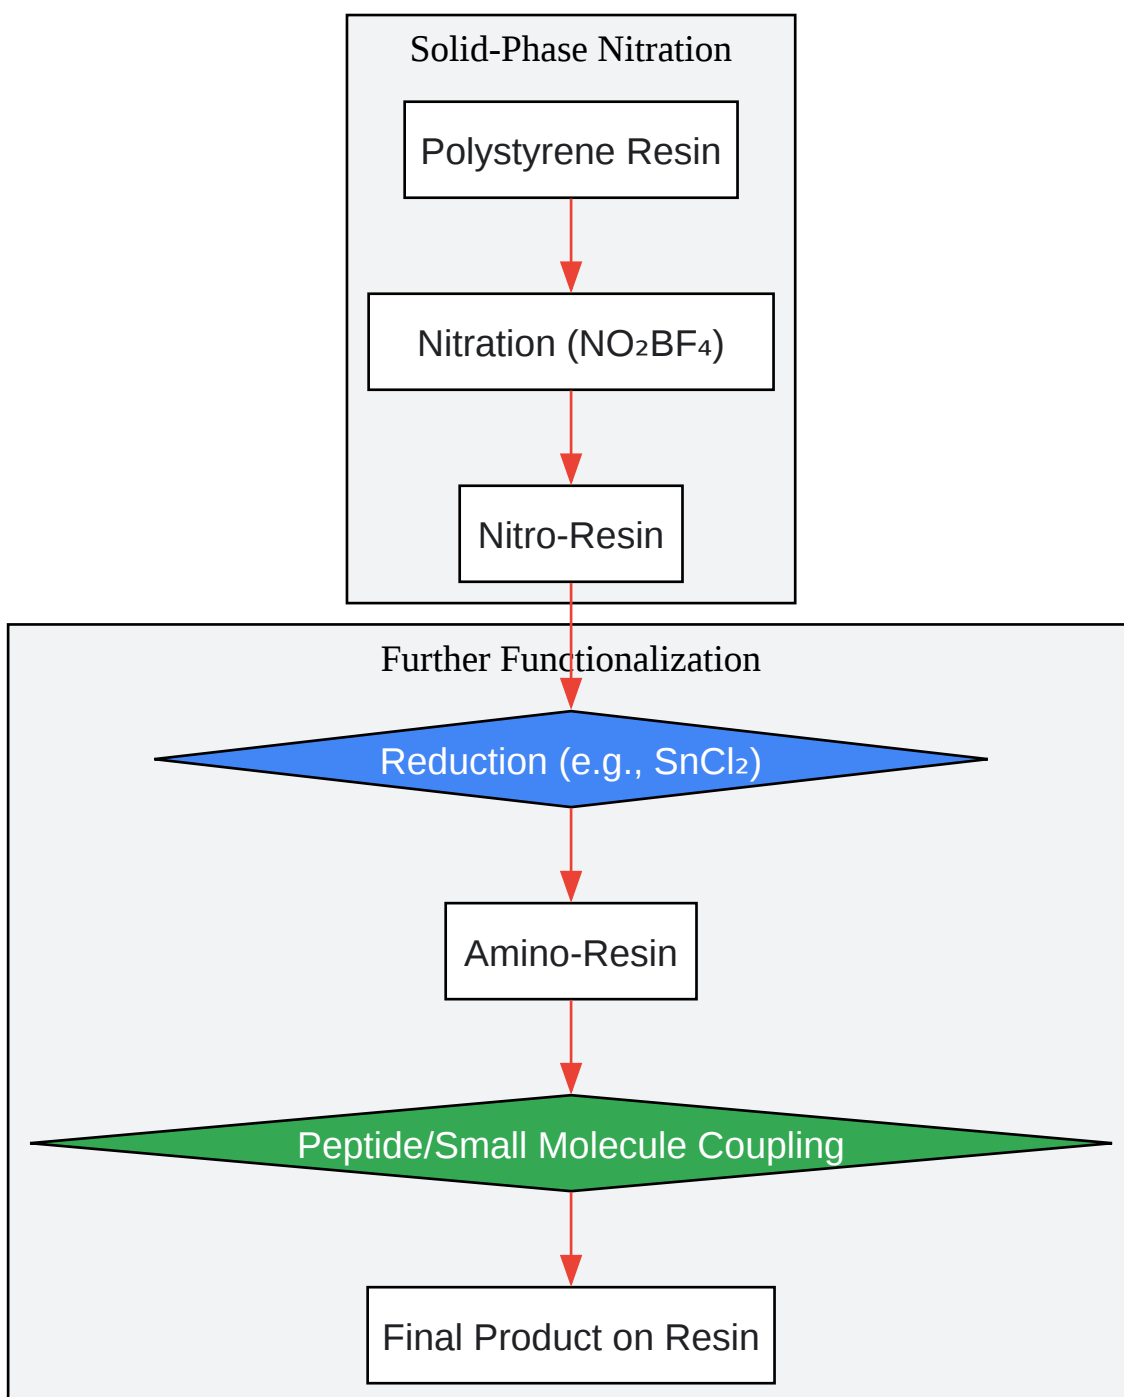 Solid-Phase Nitration
Polystyrene Resin
Nitration (NO₂BF₄)
Nitro-Resin
Further Functionalization
Reduction (e.g., SnCl₂)
Amino-Resin
Peptide/Small Molecule Coupling
Final Product on Resin